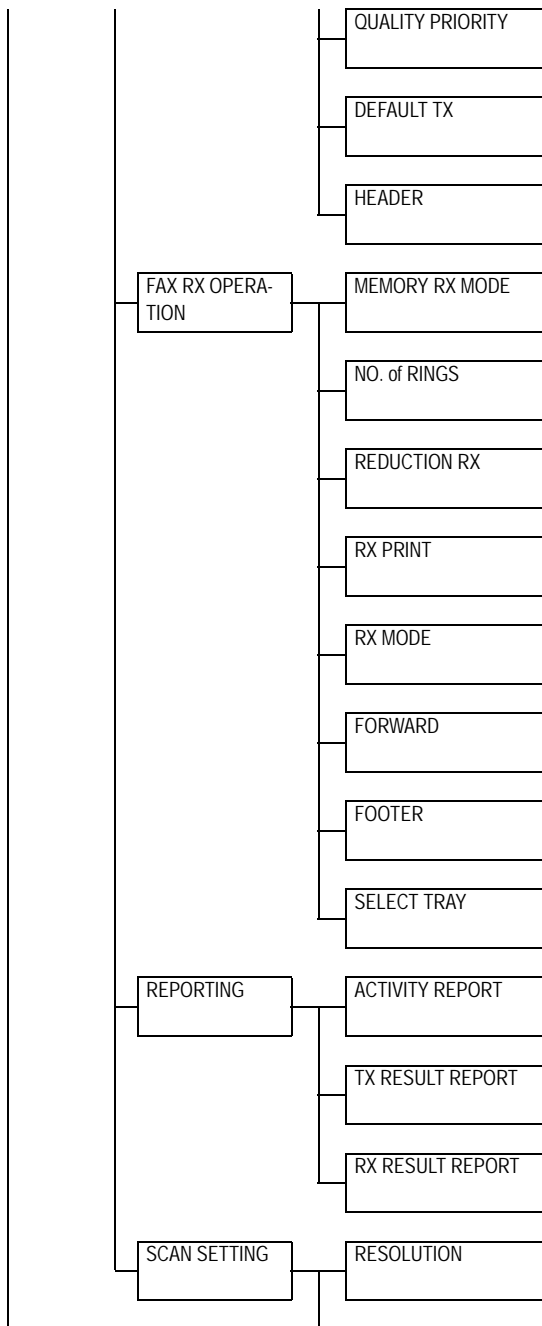 QUALITY PRIORITY
DEFAULT TX
HEADER
FAX RX OPERA-
TION
MEMORY RX MODE
NO. of RINGS
REDUCTION RX
RX PRINT
RX MODE
FORWARD
FOOTER
SELECT TRAY
REPORTING
ACTIVITY REPORT
TX RESULT REPORT
RX RESULT REPORT
SCAN SETTING
RESOLUTION